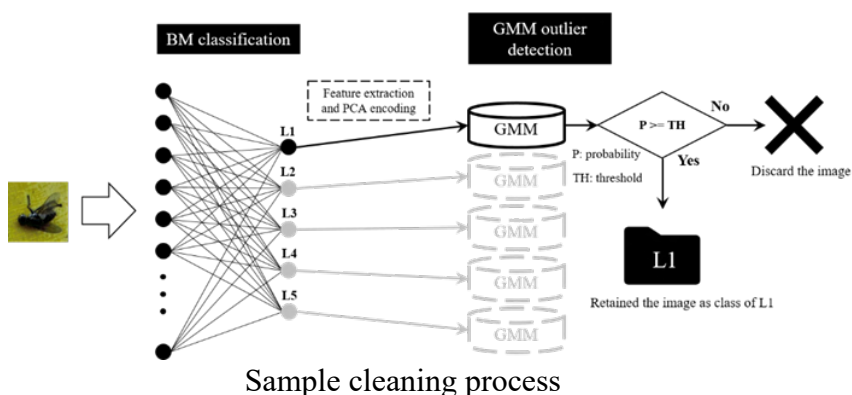 BM classification
GMM outlier
detection
Feature extraction
and PCA encoding
L1
L2
L3
L4
L5
GMM
GMM
GMM
GMM
GMM
P >= TH
No
Yes
P: probability
TH: threshold
Discard the image
L1
Retained the image as class of L1
Sample cleaning process